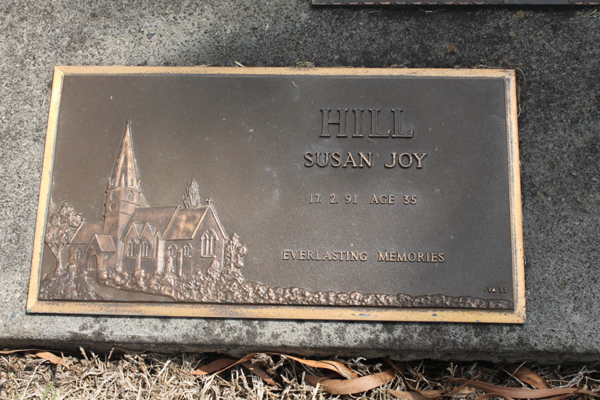 HILL
SUSAN JOY
17. 2. 91 AGE 35
EVERLASTING MEMORIES